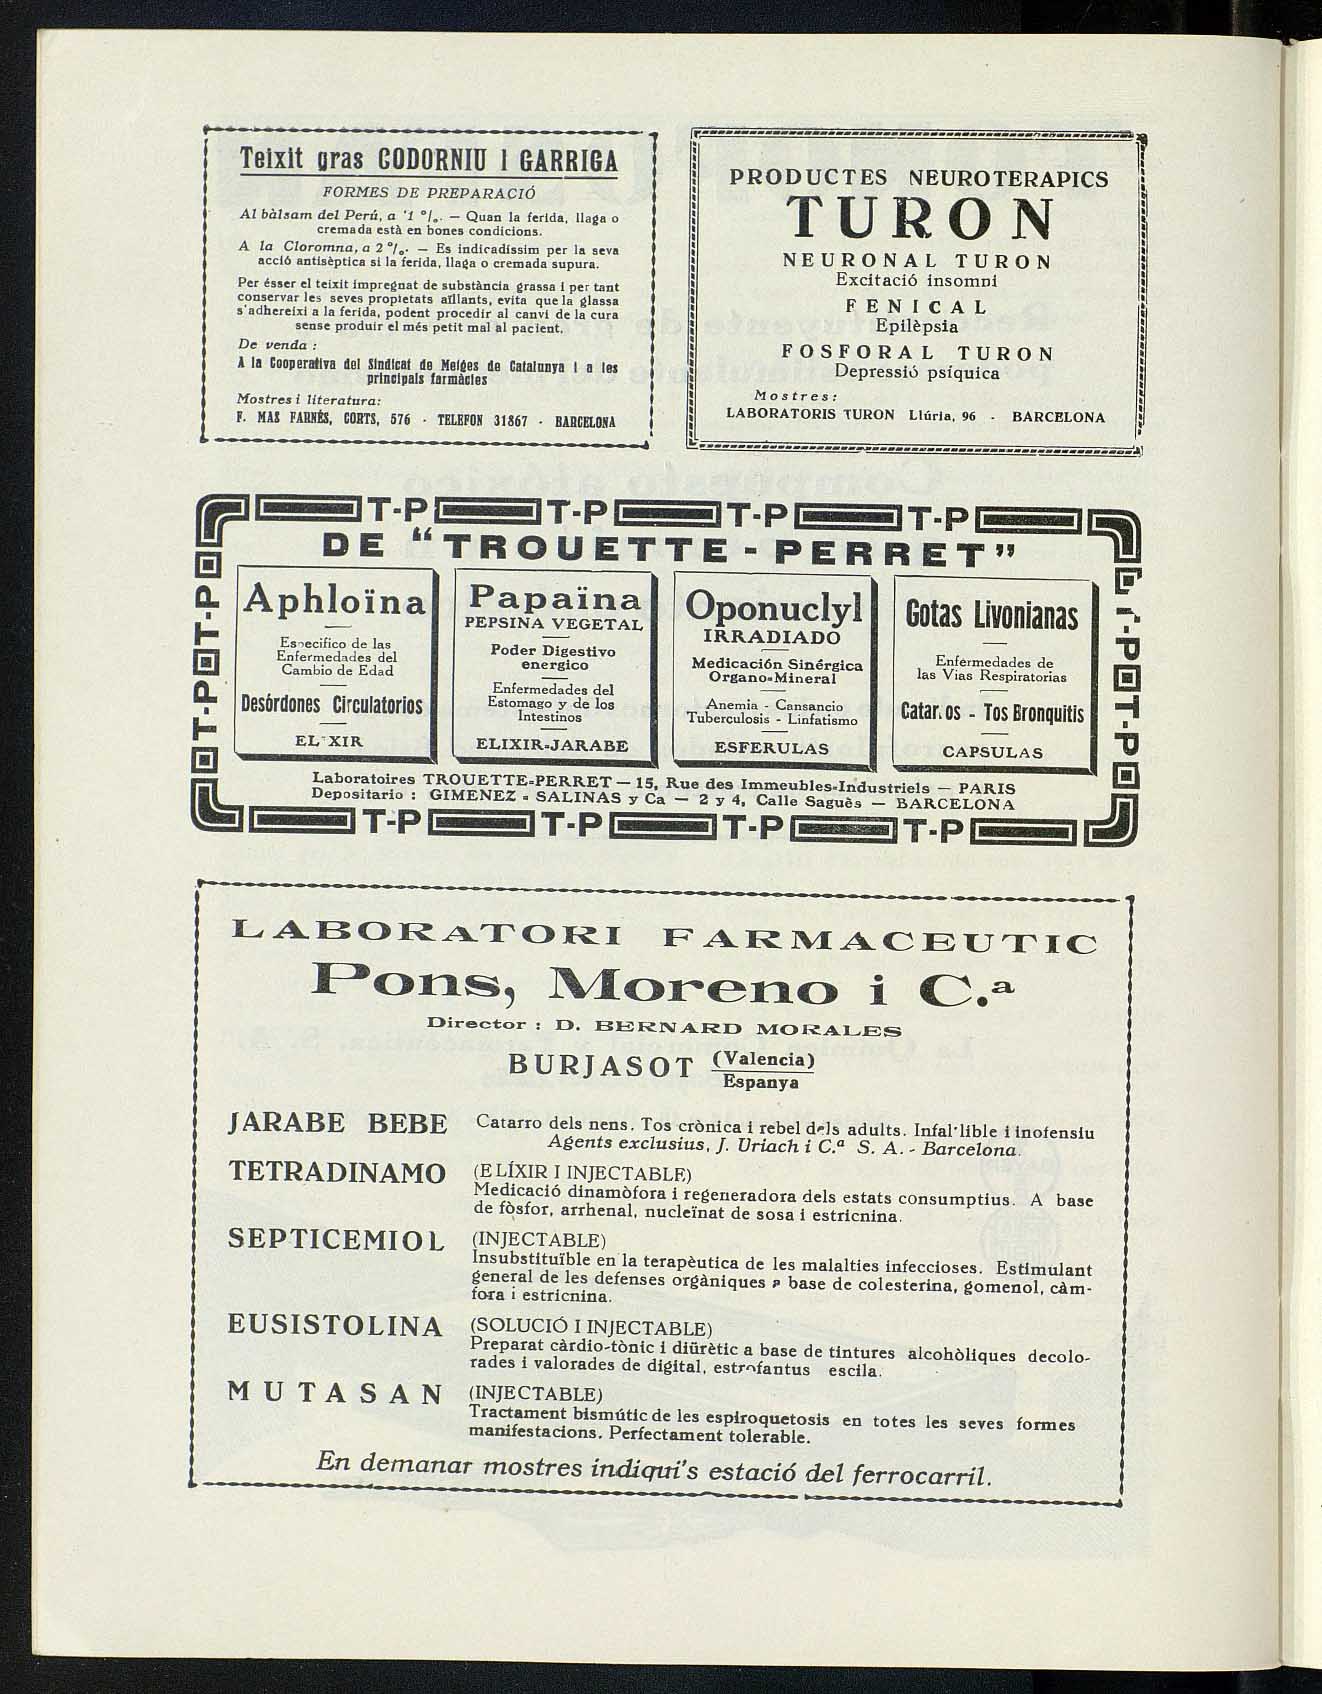 Teixit gras CODORNIU I GARRIGA
FORMES DE PREPARACIÓ
Al bàlsam del Perú, a 1 °/o. — Quan la ferida, llaga o
cremada està en bones condicions.
A la Cloromna, a 2 °/o. — Es indicadíssim per la seva
acció antisèptica si la ferida, llaga o cremada supura.
Per ésser el teixit impregnat de substància grassa i per tant
conservar les seves propietats aïllants, evita que la glassa
s'adhereixi a la ferida, podent procedir al canvi de la cura
sense produir el més petit mal al pacient.
De venda :
A la Cooperativa del Sindicat de Metges de Catalunya i a les
principals farmàcies
Mostres i literatura:
F. MAS FARNÉS, CORTS, 576 - TELEFON 31867 - BARCELONA
PRODUCTES NEUROTERAPICS
TURON
NEURONAL TURON
Excitació insomni
FENICAL
Epilèpsia
FOSFORAL TURON
Depressió psíquica
Mostres:
LABORATORIS TURON Llúria, 96 - BARCELONA
T-P T-P T-P T-P
DE "TROUETTE-PERRET"
Aphloïna
Especifico de las
Enfermedades del
Cambio de Edad
Desórdones Circulatorios
EL XIR
Papaïna
PEPSINA VEGETAL
Poder Digestivo
energico
Enfermedades del
Estomago y de los
Intestinos
ELIXIR-JARABE
Oponuclyl
IRRADIADO
Medicación Sinérgica
Organo-Mineral
Anemia - Cansancio
Tuberculosis - Linfatismo
ESFERULAS
Gotas Livonianas
Enfermedades de
las Vias Respiratorias
Catar.os - Tos Bronquitis
CAPSULAS
Laboratoires TROUETTE-PERRET — 15, Rue des Immeubles-Industriels — PARIS
Depositario : GIMENEZ - SALINAS y Ca — 2 y 4, Calle Saguès — BARCELONA
T-P T-P T-P T-P
LABORATORI FARMACEUTIC
Pons, Moreno i C.ª
Director : D. BERNARD MORALES
BURJASOT (Valencia)
Espanya
JARABE BEBE Catarro dels nens. Tos crònica i rebel dels adults. Infal·lible i inofensiu
Agents exclusius, J. Uriach i C.ª S. A. - Barcelona.
TETRADINAMO (ELÍXIR I INJECTABLE)
Medicació dinamòfora i regeneradora dels estats consumptius. A base
de fòsfor, arrhenal, nucleïnat de sosa i estricnina.
SEPTICEMIOL (INJECTABLE)
Insubstituïble en la terapèutica de les malalties infeccioses. Estimulant
general de les defenses orgàniques a base de colesterina, gomenol, càm-
fora i estricnina.
EUSISTOLINA (SOLUCIÓ I INJECTABLE)
Preparat càrdio-tònic i diürètic a base de tintures alcohòliques decolo-
rades i valorades de digital, estrofantus escila.
MUTASAN (INJECTABLE)
Tractament bismútic de les espiroquetosis en totes les seves formes
manifestacions. Perfectament tolerable.
En demanar mostres indiqui's estació del ferrocarril.